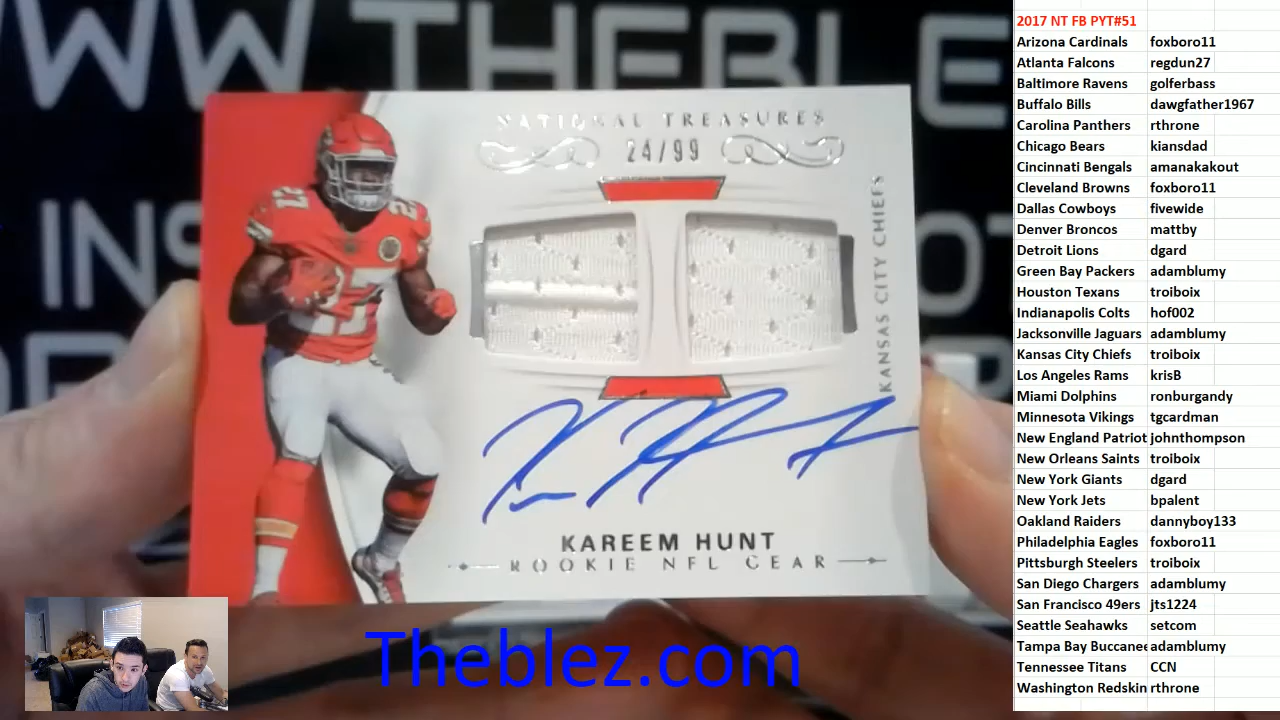 WWW THEBLE
INS
NATIONAL TREASURES
24/99
KANSAS CITY CHIEFS
27
27
27
KAREEM HUNT
ROOKIE NFL GEAR
Theblez.com
2017 NT FB PYT#51
Arizona Cardinals foxboro11
Atlanta Falcons regdun27
Baltimore Ravens golferbass
Buffalo Bills dawgfather1967
Carolina Panthers rthrone
Chicago Bears kiansdad
Cincinnati Bengals amanakakout
Cleveland Browns foxboro11
Dallas Cowboys fivewide
Denver Broncos mattby
Detroit Lions dgard
Green Bay Packers adamblumy
Houston Texans troiboix
Indianapolis Colts hof002
Jacksonville Jaguars adamblumy
Kansas City Chiefs troiboix
Los Angeles Rams krisB
Miami Dolphins ronburgandy
Minnesota Vikings tgcardman
New England Patriot johnthompson
New Orleans Saints troiboix
New York Giants dgard
New York Jets bpalent
Oakland Raiders dannyboy133
Philadelphia Eagles foxboro11
Pittsburgh Steelers troiboix
San Diego Chargers adamblumy
San Francisco 49ers jts1224
Seattle Seahawks setcom
Tampa Bay Buccanee adamblumy
Tennessee Titans CCN
Washington Redskin rthrone